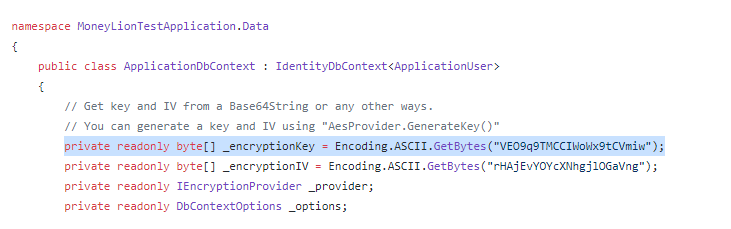 namespace MoneyLionTestApplication.Data
{
public class ApplicationDbContext : IdentityDbContext<ApplicationUser>
{
// Get key and IV from a Base64String or any other ways.
// You can generate a key and IV using "AesProvider.GenerateKey()"
private readonly byte[] _encryptionKey = Encoding.ASCII.GetBytes("VEO9q9TMCCIWoWx9tCVmiw");
private readonly byte[] _encryptionIV = Encoding.ASCII.GetBytes("rHAjEvYOYcXNhgjlOGaVng");
private readonly IEncryptionProvider _provider;
private readonly DbContextOptions _options;